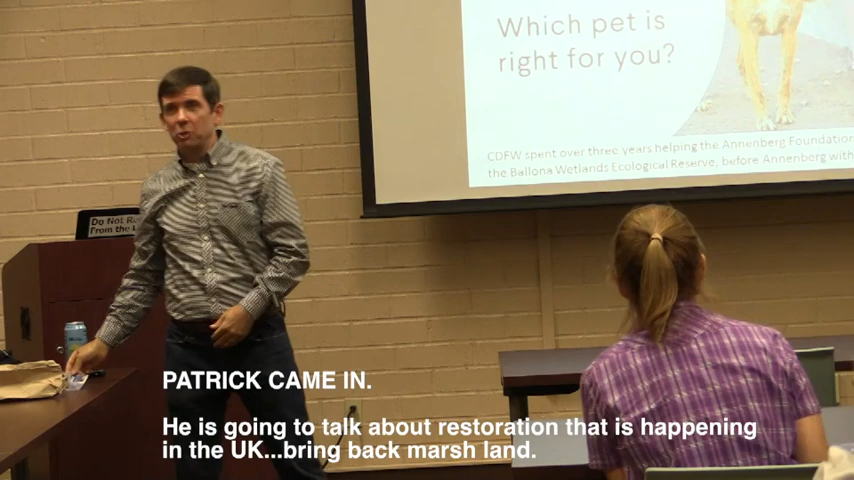 Which pet is
right for you?
CDFW spent over three years helping the Annenberg Foundation
the Ballona Wetlands Ecological Reserve, before Annenberg with
Do Not Re
From the
PATRICK CAME IN.
He is going to talk about restoration that is happening
in the UK...bring back marsh land.